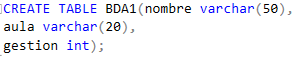 CREATE TABLE BDA1(nombre varchar(50),
aula varchar(20),
gestion int);